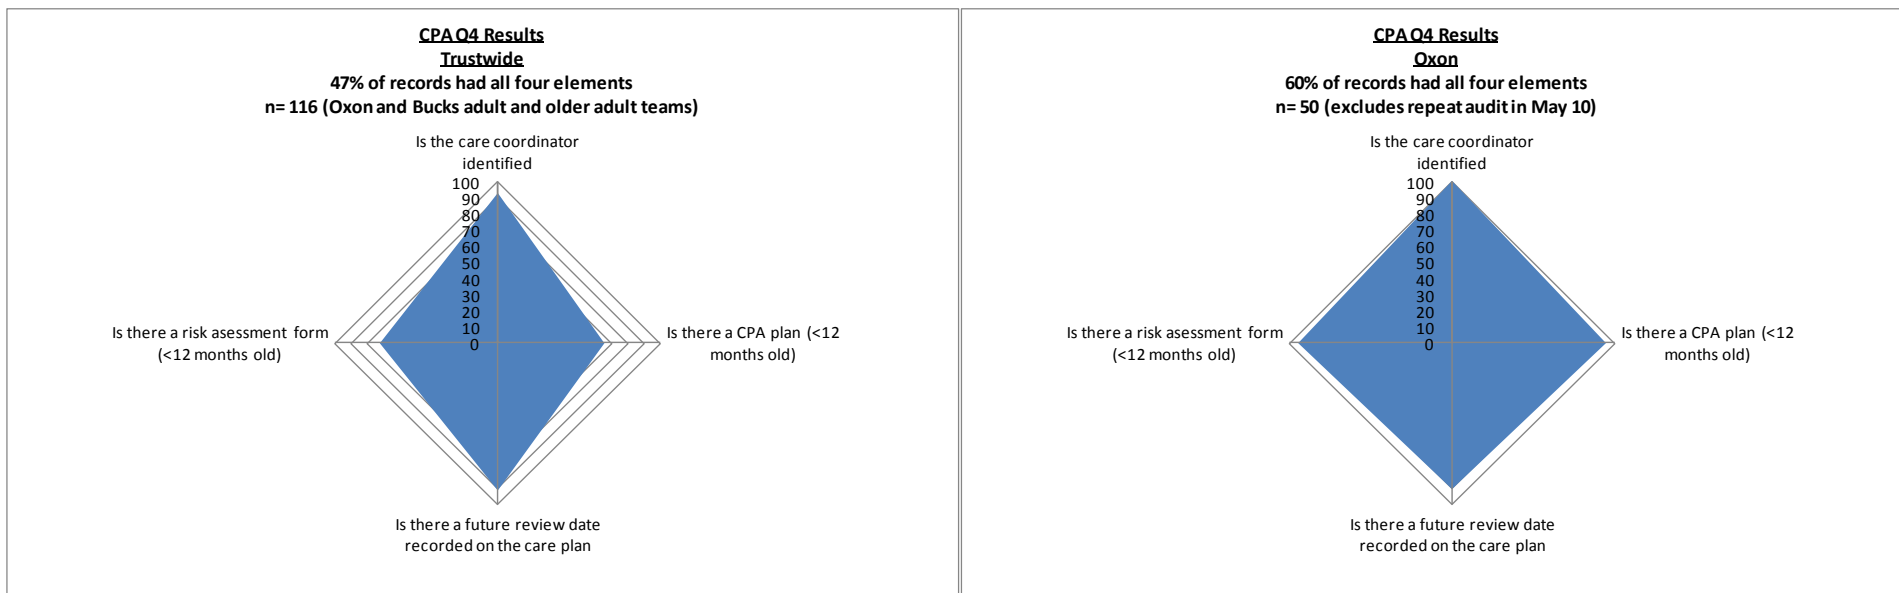 CPA Q4 Results
Trustwide
47% of records had all four elements
n= 116 (Oxon and Bucks adult and older adult teams)
Is the care coordinator
identified
100
90
80
70
60
50
40
30
20
10
0
Is there a risk asessment form
(<12 months old)
Is there a CPA plan (<12
months old)
Is there a future review date
recorded on the care plan
CPA Q4 Results
Oxon
60% of records had all four elements
n= 50 (excludes repeat audit in May 10)
Is the care coordinator
identified
100
90
80
70
60
50
40
30
20
10
0
Is there a risk asessment form
(<12 months old)
Is there a CPA plan (<12
months old)
Is there a future review date
recorded on the care plan